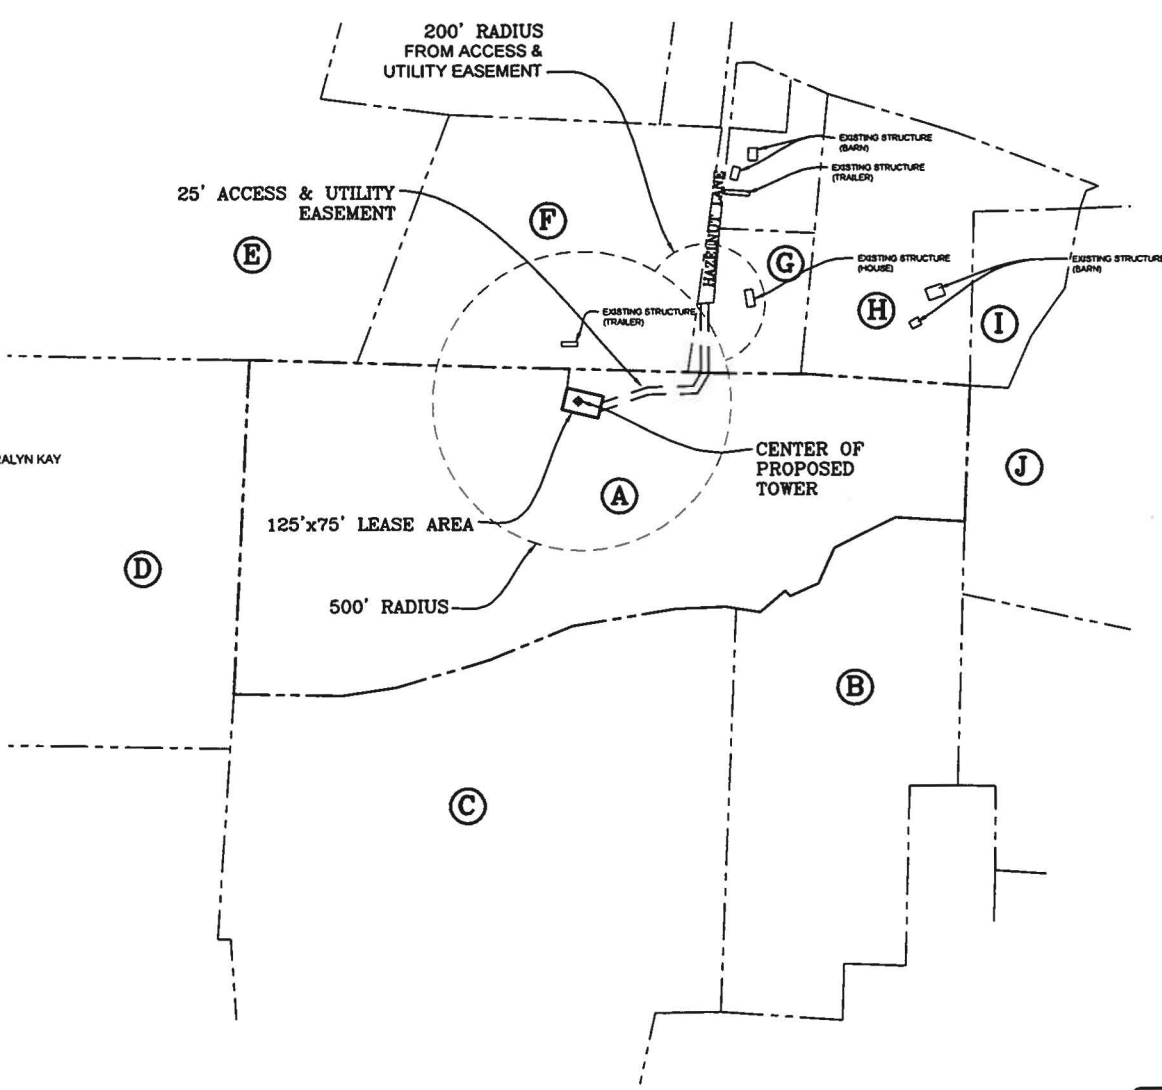 200' RADIUS
FROM ACCESS &
UTILITY EASEMENT
EXISTING STRUCTURE
(BARN)
EXISTING STRUCTURE
(TRAILER)
25' ACCESS & UTILITY
EASEMENT
HAZELNUT LANE
F
E
G
EXISTING STRUCTURE
(HOUSE)
EXISTING STRUCTURE
(BARN)
H
I
EXISTING STRUCTURE
(TRAILER)
CENTER OF
PROPOSED
TOWER
RALYN KAY
J
A
125'x75' LEASE AREA
D
500' RADIUS
B
C